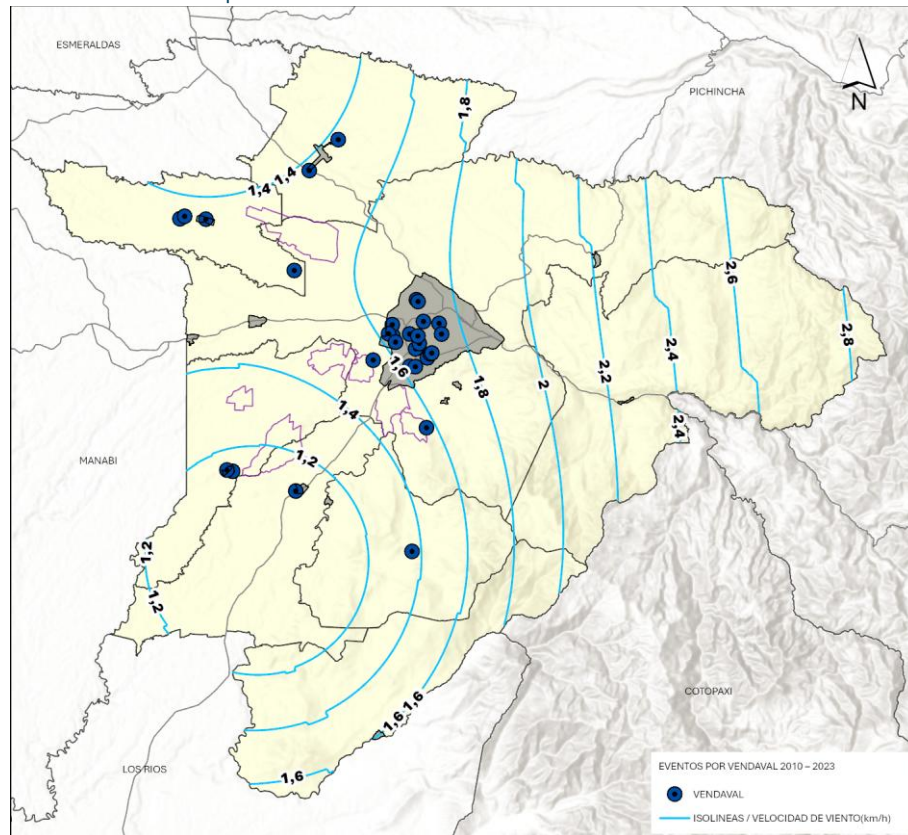 ESMERALDAS
PICHINCHA
N
1,8
1,4
1,4
2,6
2,8
2,4
2,2
2
1,8
1,6
1,4
2,4
1,2
MANABI
1,2
1,2
COTOPAXI
1,6
1,6
LOS RIOS
1,6
EVENTOS POR VENDAVAL 2010 – 2023
VENDAVAL
ISOLINEAS / VELOCIDAD DE VIENTO(km/h)